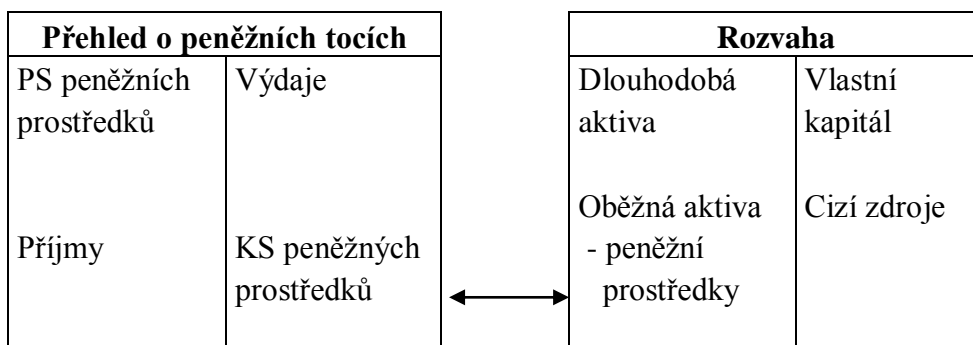 Přehled o peněžních tocích
PS peněžních
prostředků
Výdaje
Příjmy
KS peněžných
prostředků
Rozvaha
Dlouhodobá
aktiva
Vlastní
kapitál
Oběžná aktiva
- peněžní
prostředky
Cizí zdroje